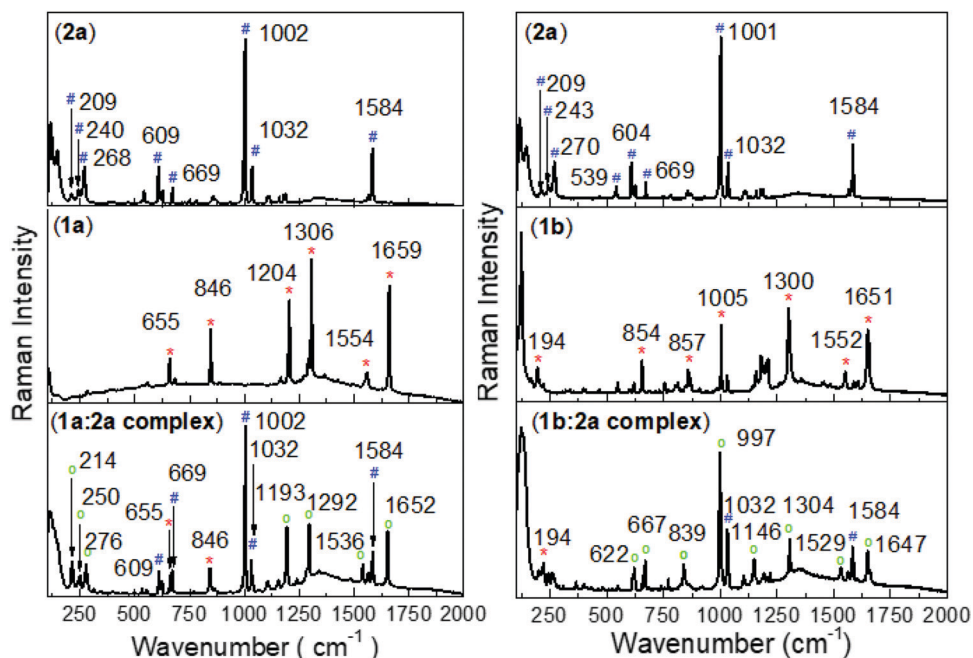 (2a)
# 1002
# 209
# 240
# 268
609
#
# 669
# 1032
1584
#
(1a)
655
*
846
*
1204
*
1306
*
1554
*
1659
*
(1a:2a complex)
o 214
o 250
276
o
609 #
655 *
669
#
846
*
# 1002
1032
#
1193
o
1292
o
1536
o
1584
#
1652
o
250 500 750 1000 1250 1500 1750 2000
Wavenumber ( cm-1)
Raman Intensity
(2a)
# 1001
# 209
# 243
# 270
539 #
604
#
# 669
# 1032
1584
#
(1b)
194
*
854
*
857
*
1005
*
1300
*
1552
*
1651
*
(1b:2a complex)
194
*
622 o
667
o
839
o
o 997
1032
#
1146
o
1304
o
1529
o
1584
#
1647
o
250 500 750 1000 1250 1500 1750 2000
Wavenumber (cm-1)
Raman Intensity